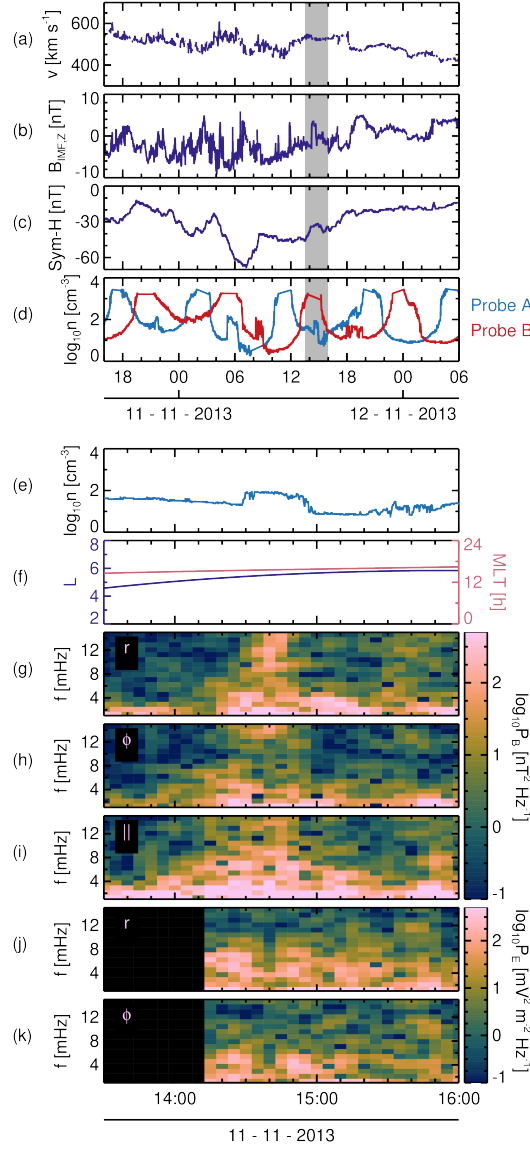 (a)
v [km s⁻¹]
600
400
(b)
B_IMF,Z [nT]
10
0
-10
(c)
Sym-H [nT]
0
-30
-60
(d)
log₁₀n [cm⁻³]
4
2
0
Probe A
Probe B
18 00 06 12 18 00 06
11 - 11 - 2013 12 - 11 - 2013
(e)
log₁₀n [cm⁻³]
4
2
0
(f)
L
8
6
4
2
MLT [h]
24
12
0
(g)
f [mHz]
12
8
4
r
(h)
f [mHz]
12
8
4
ϕ
(i)
f [mHz]
12
8
4
||
log₁₀P_B [nT² Hz⁻¹]
2
1
0
-1
(j)
f [mHz]
12
8
4
r
(k)
f [mHz]
12
8
4
ϕ
log₁₀P_E [mV² m⁻² Hz⁻¹]
2
1
0
-1
14:00 15:00 16:00
11 - 11 - 2013